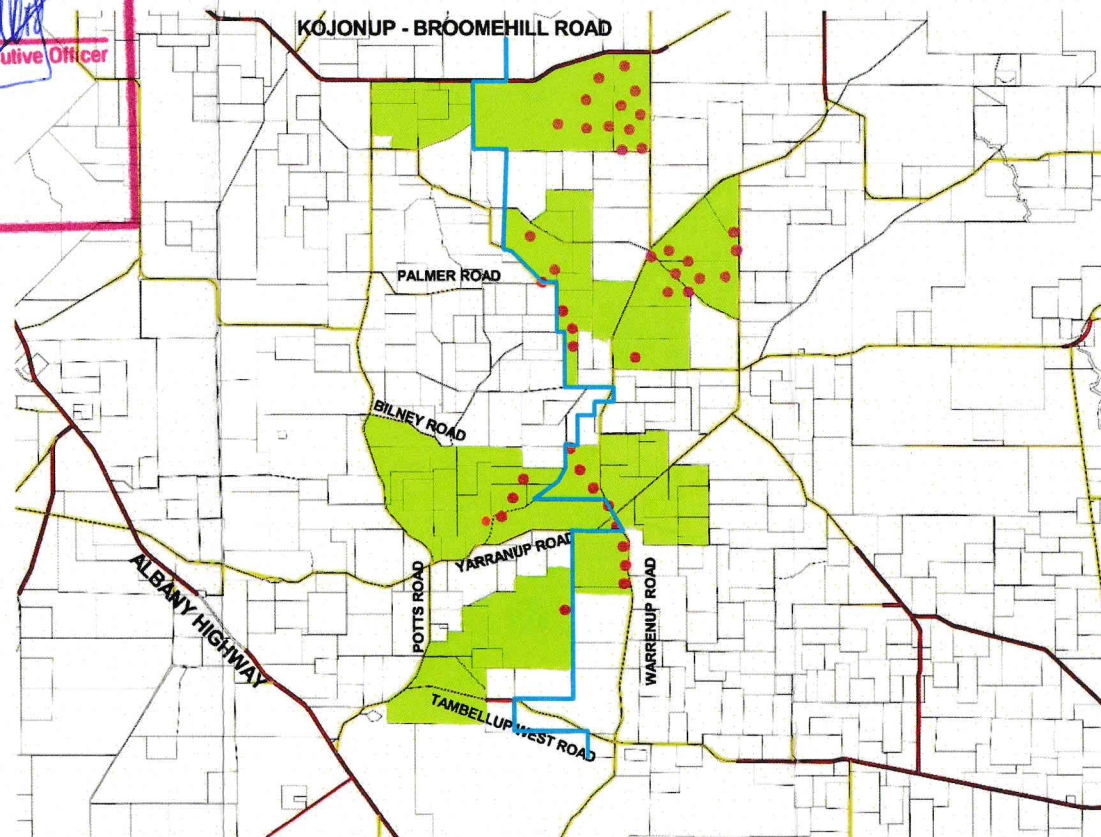 utive Officer
KOJONUP - BROOMEHILL ROAD
PALMER ROAD
BILNEY ROAD
YARRANUP ROAD
ALBANY HIGHWAY
POTTS ROAD
WARRENUP ROAD
TAMBELLUP WEST ROAD